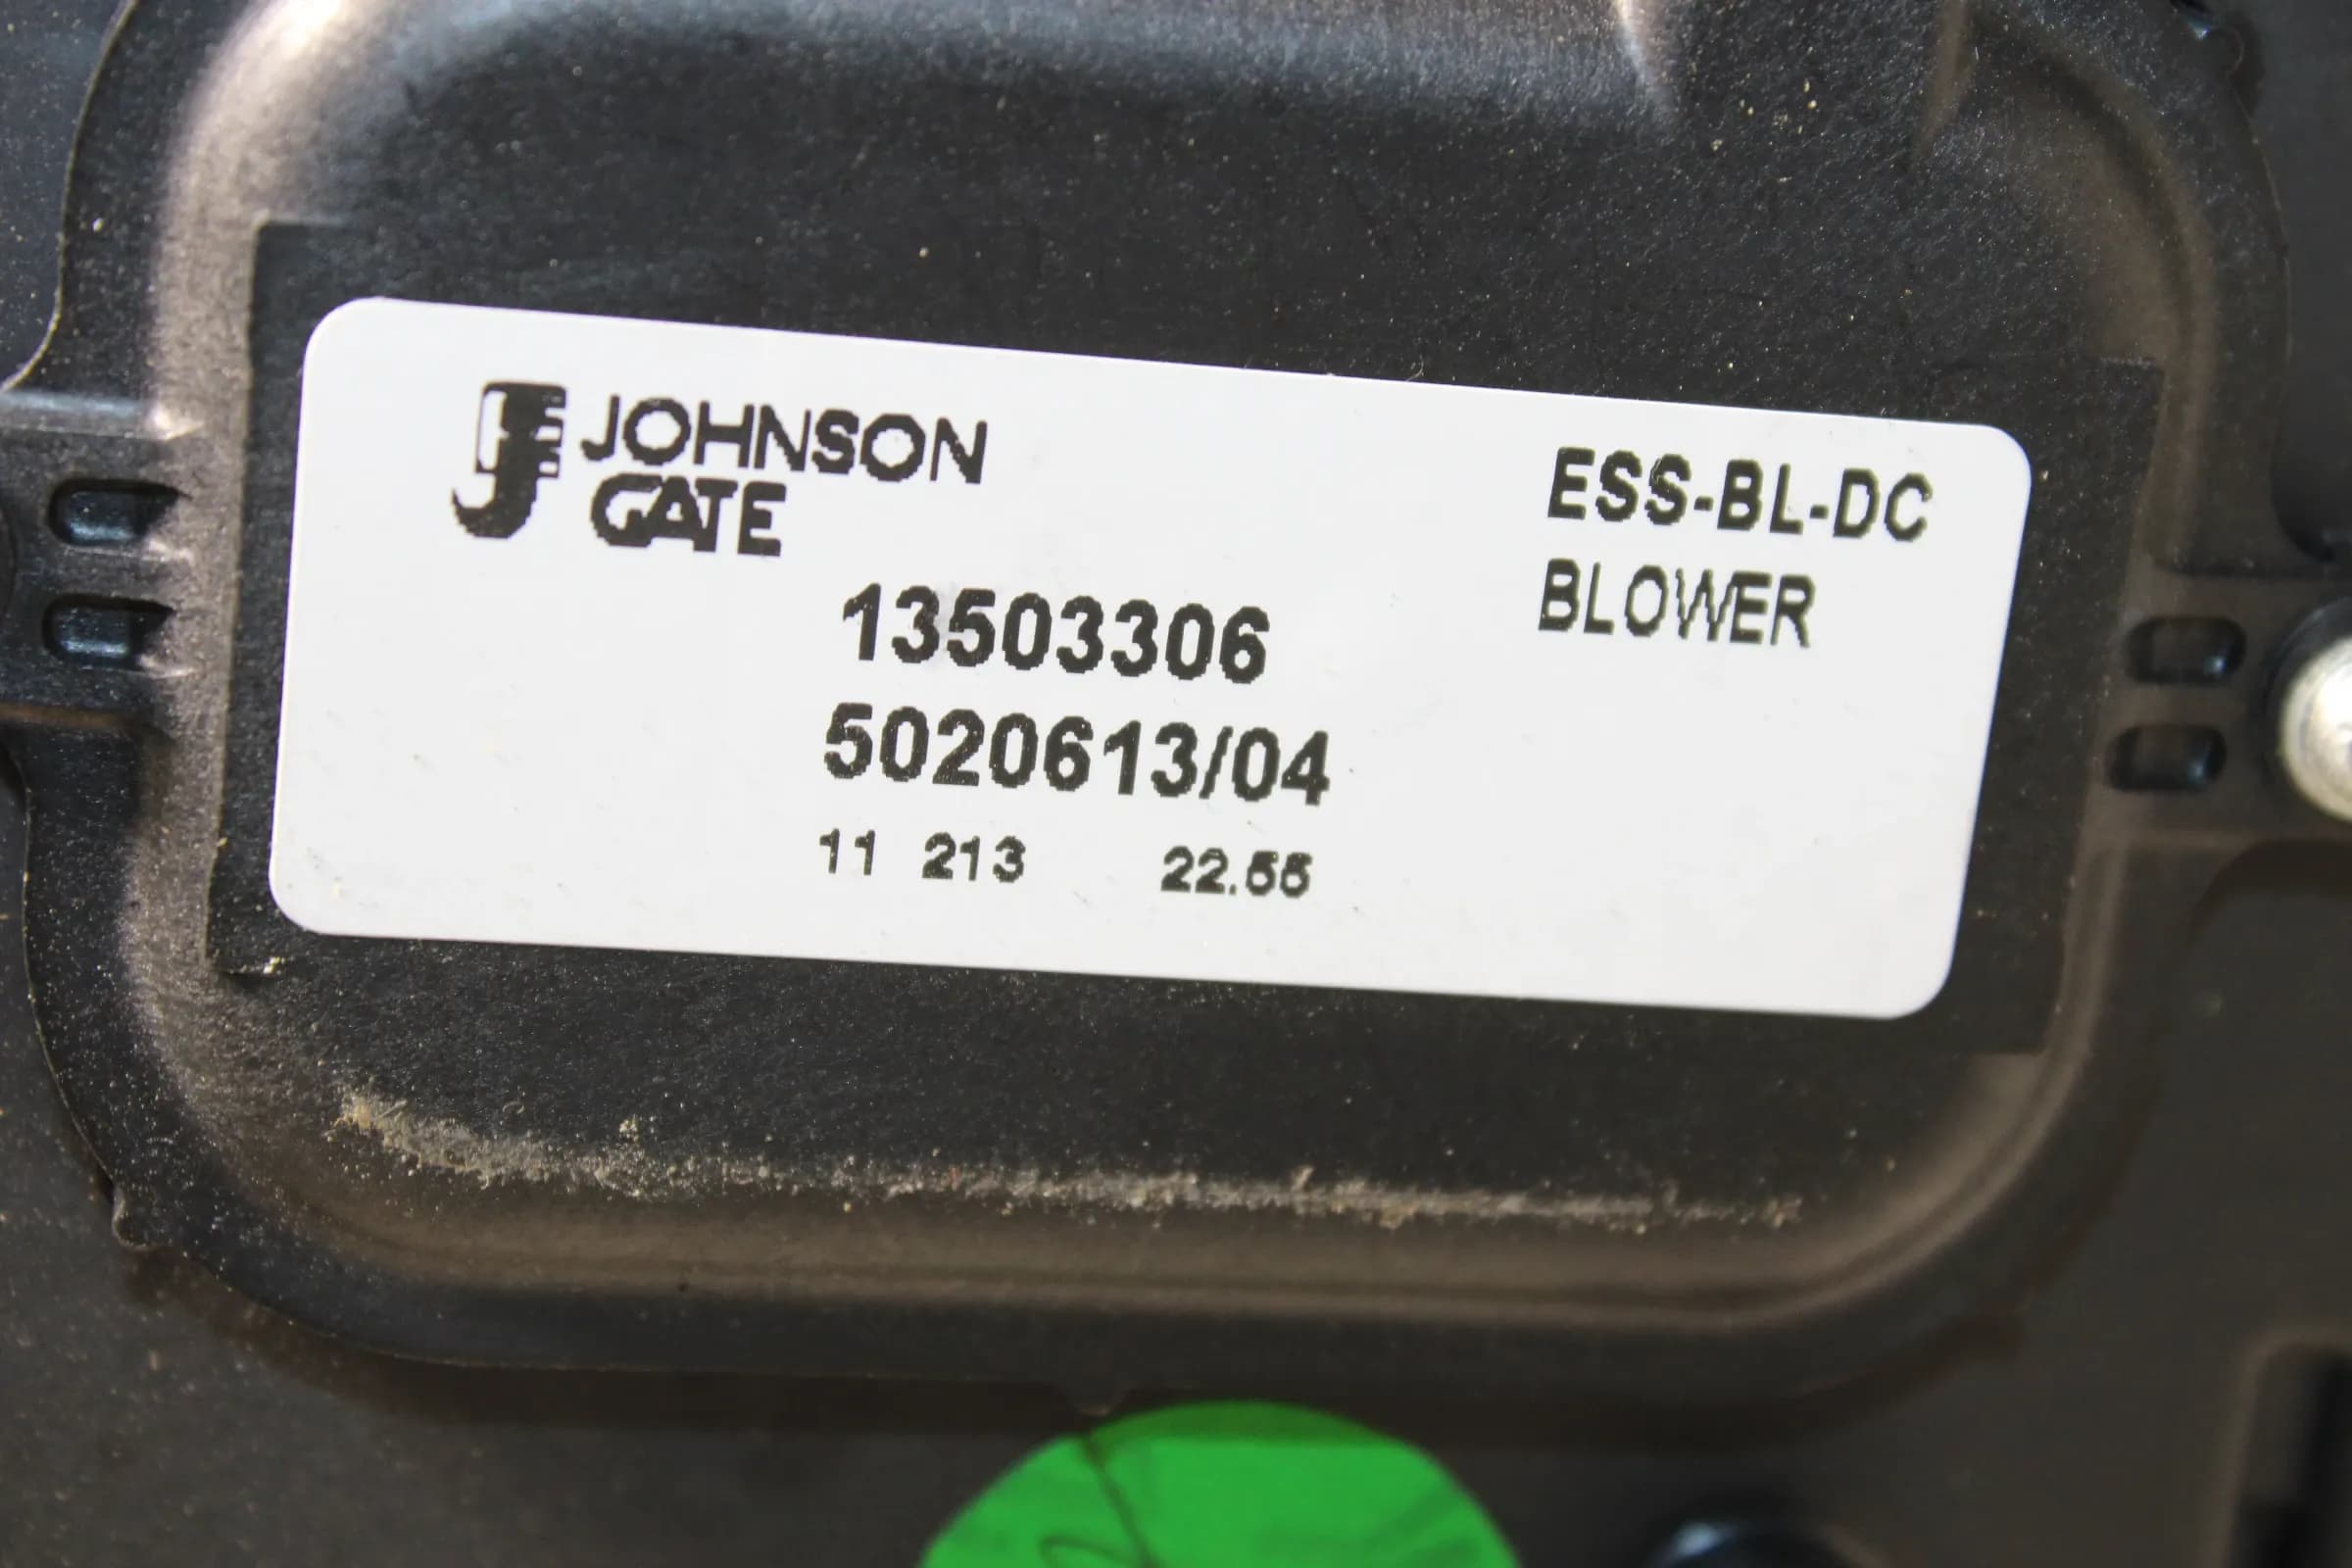 JOHNSON
GATE
ESS-BL-DC
BLOWER
13503306
5020613/04
11 213 22.55